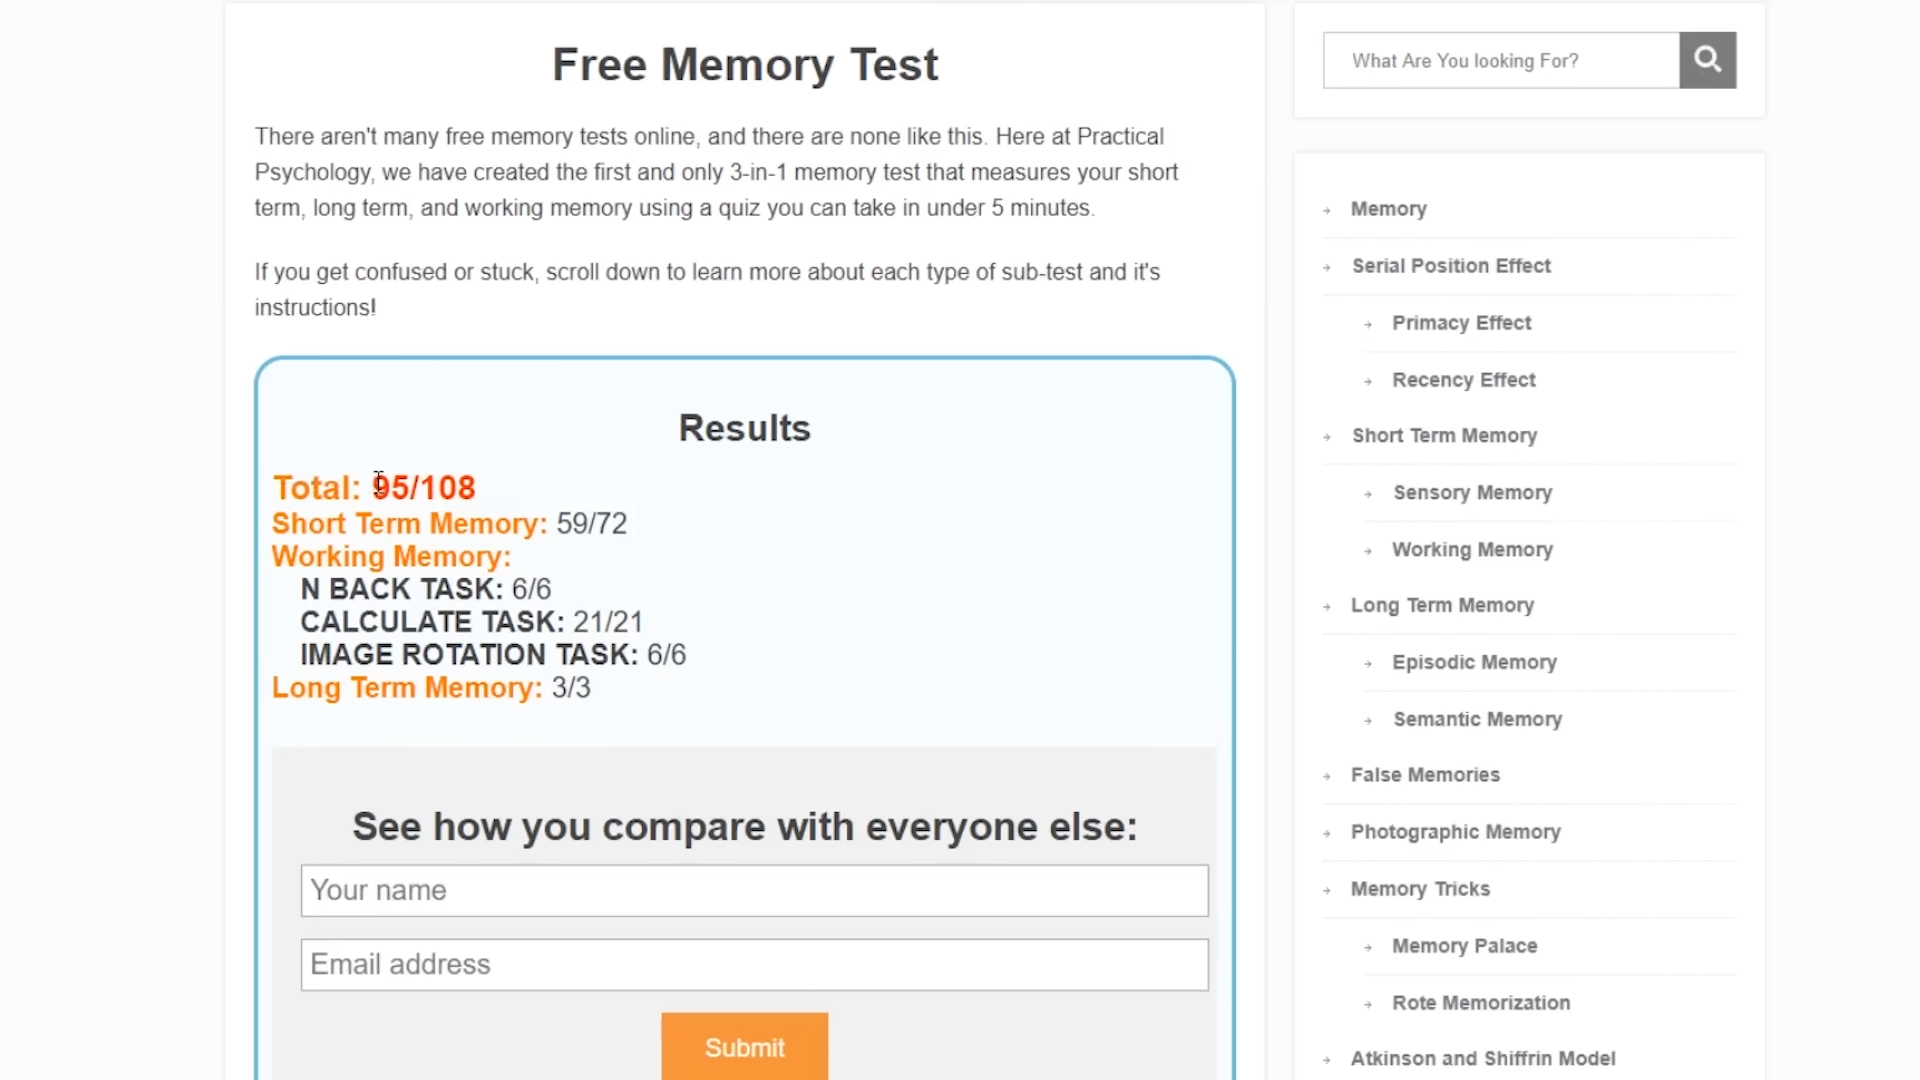 Free Memory Test
There aren't many free memory tests online, and there are none like this. Here at Practical
Psychology, we have created the first and only 3-in-1 memory test that measures your short
term, long term, and working memory using a quiz you can take in under 5 minutes.
If you get confused or stuck, scroll down to learn more about each type of sub-test and it's
instructions!
Results
Total: 95/108
Short Term Memory: 59/72
Working Memory:
N BACK TASK: 6/6
CALCULATE TASK: 21/21
IMAGE ROTATION TASK: 6/6
Long Term Memory: 3/3
See how you compare with everyone else:
Your name
Email address
Submit
What Are You looking For?
Memory
Serial Position Effect
Primacy Effect
Recency Effect
Short Term Memory
Sensory Memory
Working Memory
Long Term Memory
Episodic Memory
Semantic Memory
False Memories
Photographic Memory
Memory Tricks
Memory Palace
Rote Memorization
Atkinson and Shiffrin Model